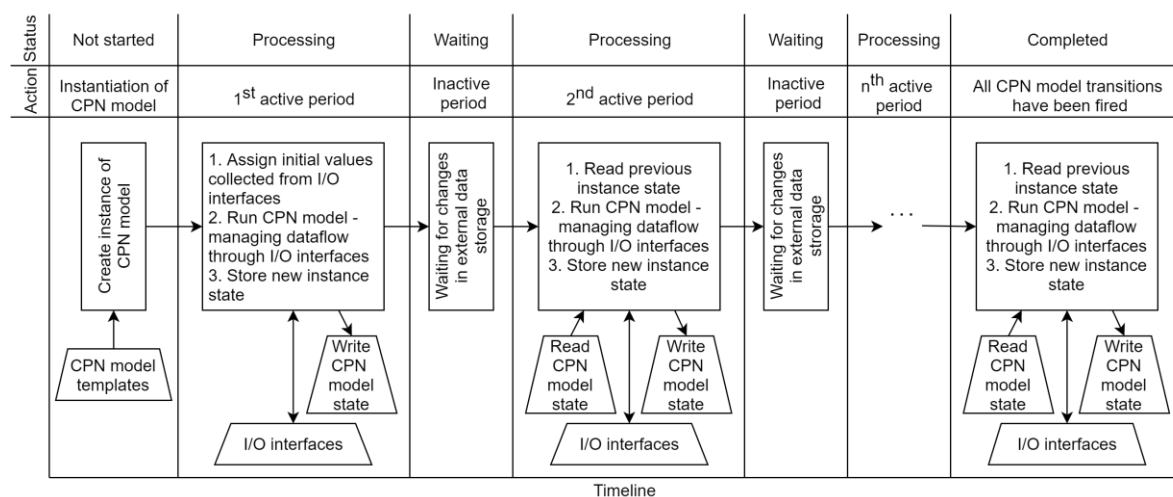 Status
Not started
Processing
Waiting
Processing
Waiting
Processing
Completed
Action
Instantiation of
CPN model
1st active period
Inactive
period
2nd active period
Inactive
period
nth active
period
All CPN model transitions
have been fired
Create instance of
CPN model
1. Assign initial values
collected from I/O
interfaces
2. Run CPN model -
managing dataflow
through I/O interfaces
3. Store new instance
state
Waiting for changes
in external data
storage
1. Read previous
instance state
2. Run CPN model -
managing dataflow
through I/O interfaces
3. Store new instance
state
Waiting for changes
in external data
strorage
. . .
1. Read previous
instance state
2. Run CPN model -
managing dataflow
through I/O interfaces
3. Store new instance
state
CPN model
templates
Write
CPN
model
state
I/O interfaces
Read
CPN
model
state
Write
CPN
model
state
I/O interfaces
Read
CPN
model
state
Write
CPN
model
state
I/O interfaces
Timeline